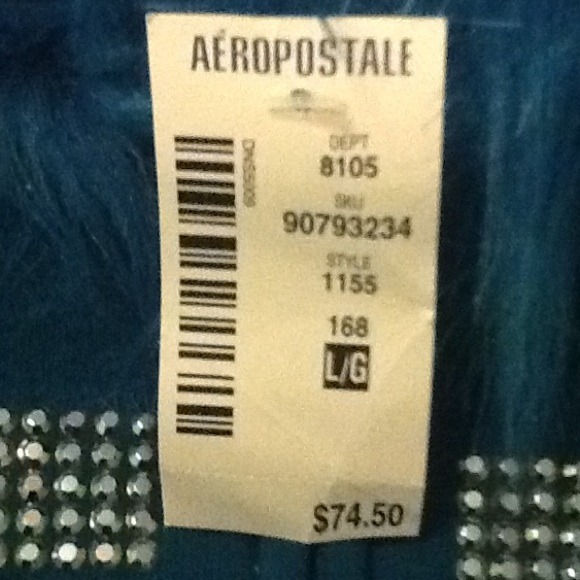 AÉROPOSTALE
DEPT
8105
SKU
90793234
STYLE
1155
168
L/G
$74.50